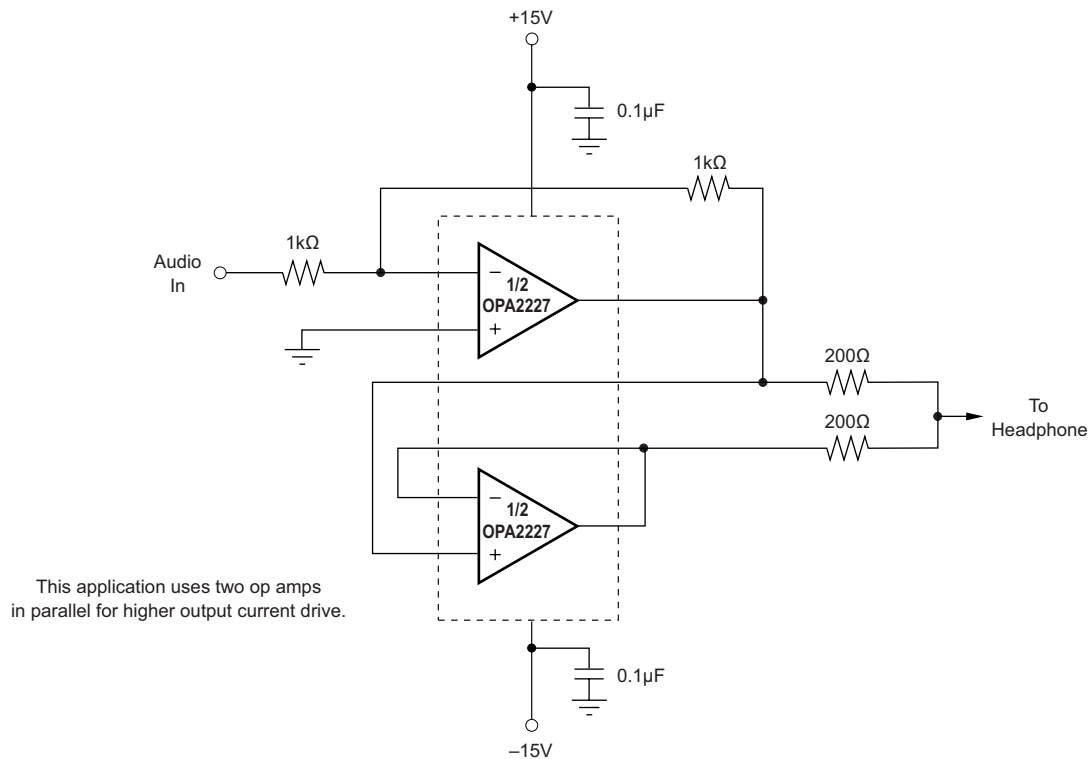 +15V
0.1µF
1kΩ
1kΩ
Audio
In
−
1/2
OPA2227
+
200Ω
To
Headphone
200Ω
−
1/2
OPA2227
+
This application uses two op amps
in parallel for higher output current drive.
0.1µF
–15V